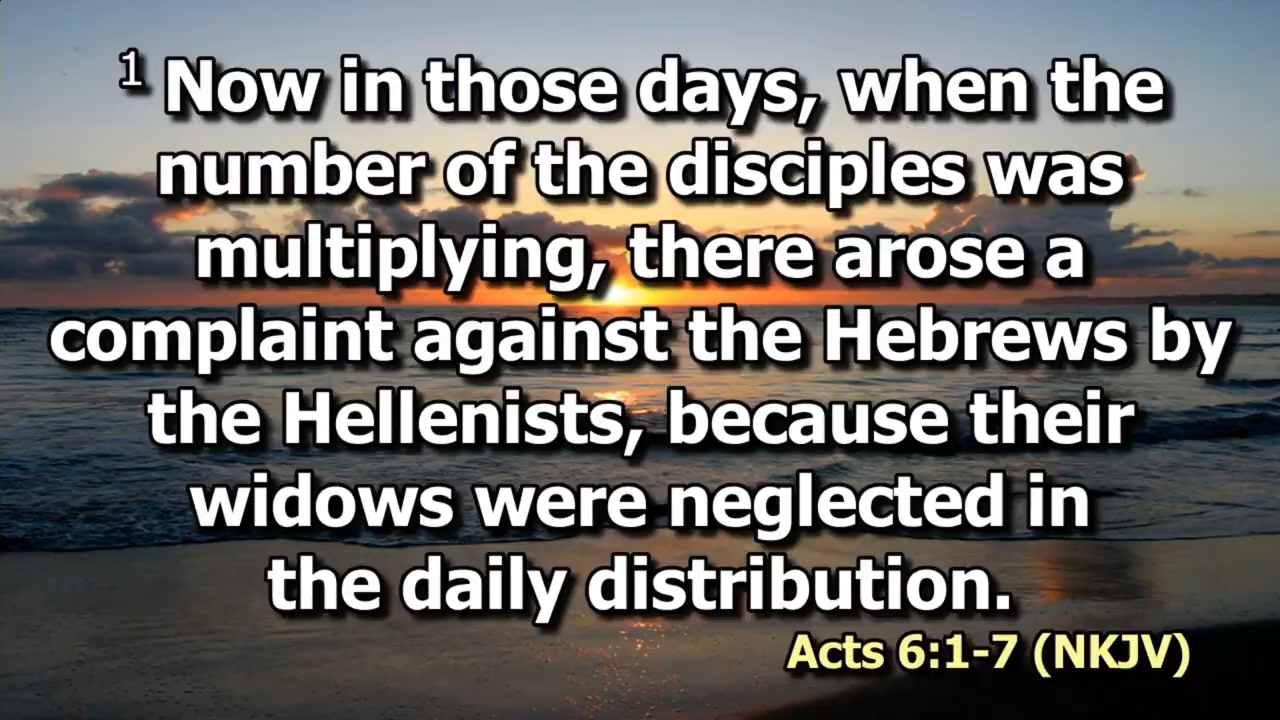 1 Now in those days, when the
number of the disciples was
multiplying, there arose a
complaint against the Hebrews by
the Hellenists, because their
widows were neglected in
the daily distribution.
Acts 6:1-7 (NKJV)